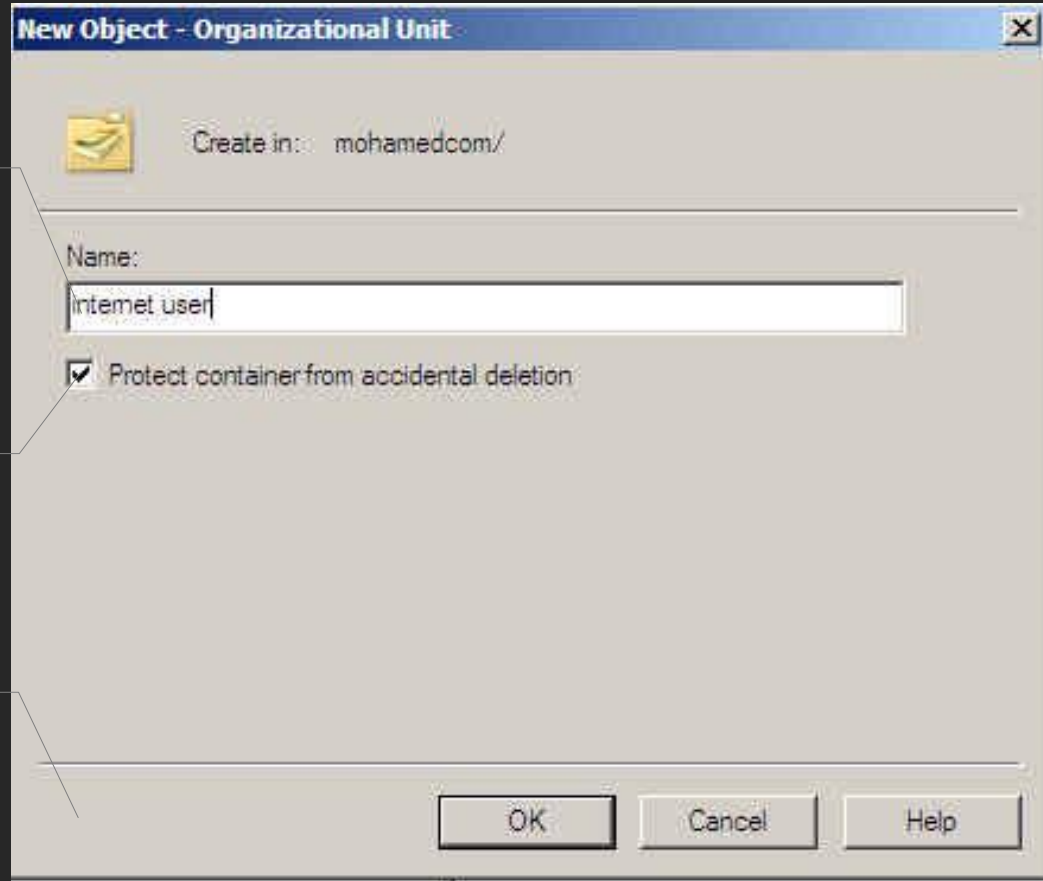 New Object - Organizational Unit
Create in: mohamedcom/
Name:
internet user
Protect container from accidental deletion
OK Cancel Help